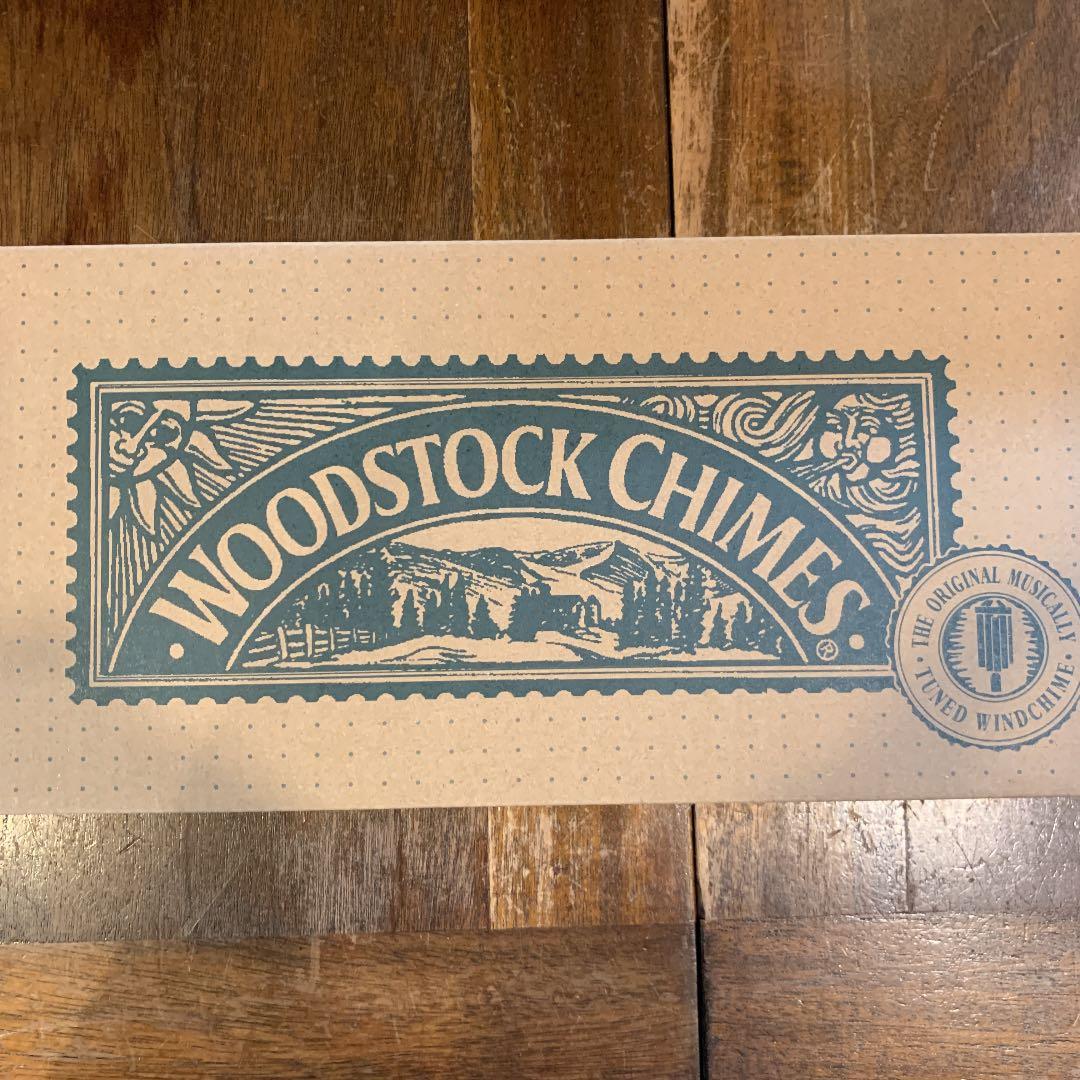 WOODSTOCK CHIMES®
THE ORIGINAL MUSICALLY
TUNED WINDCHIME